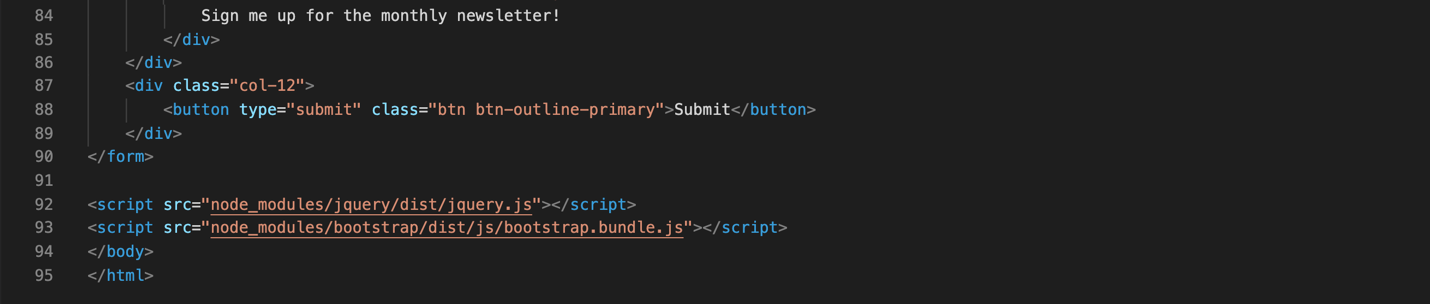 84 Sign me up for the monthly newsletter!
85 </div>
86 </div>
87 <div class="col-12">
88 <button type="submit" class="btn btn-outline-primary">Submit</button>
89 </div>
90 </form>
91
92 <script src="node_modules/jquery/dist/jquery.js"></script>
93 <script src="node_modules/bootstrap/dist/js/bootstrap.bundle.js"></script>
94 </body>
95 </html>